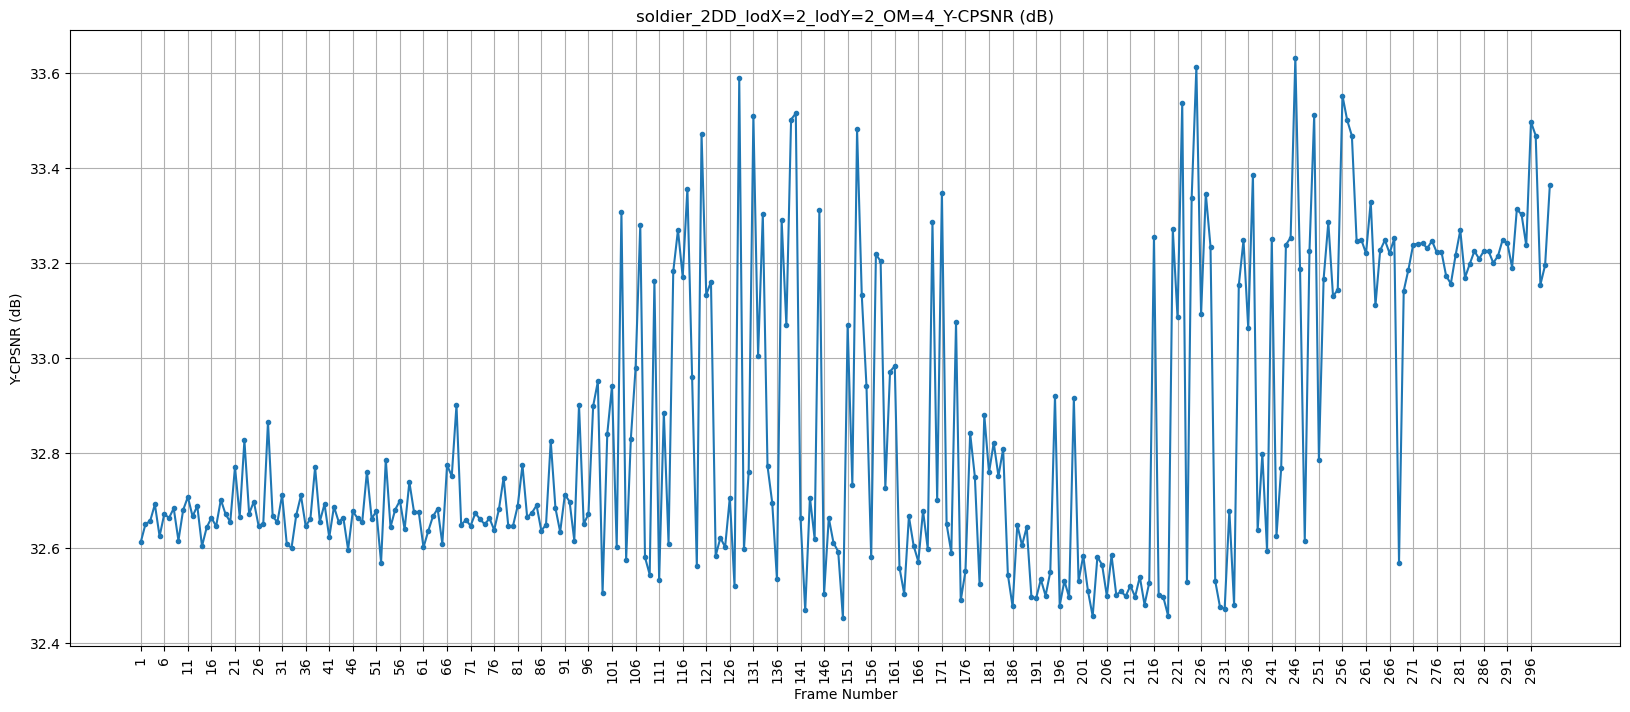 soldier_2DD_lodX=2_lodY=2_OM=4_Y-CPSNR (dB)
Y-CPSNR (dB)
33.6
33.4
33.2
33.0
32.8
32.6
32.4
1 6 11 16 21 26 31 36 41 46 51 56 61 66 71 76 81 86 91 96 101 106 111 116 121 126 131 136 141 146 151 156 161 166 171 176 181 186 191 196 201 206 211 216 221 226 231 236 241 246 251 256 261 266 271 276 281 286 291 296
Frame Number